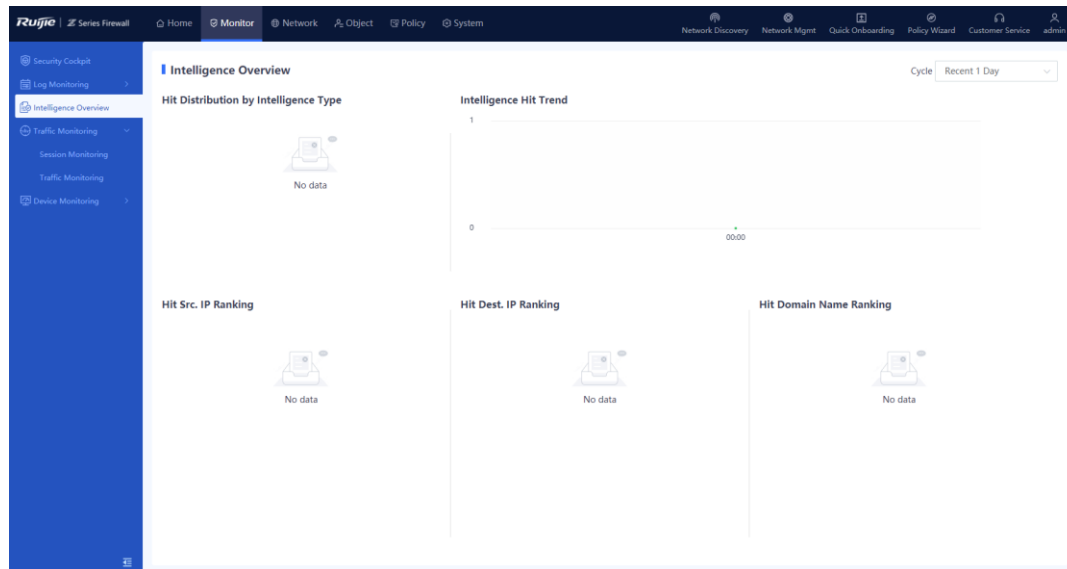 Ruijie | Z Series Firewall Home Monitor Network Object Policy System Network Discovery Network Mgmt Quick Onboarding Policy Wizard Customer Service admin
Security Cockpit
Log Monitoring
Intelligence Overview
Traffic Monitoring
Session Monitoring
Traffic Monitoring
Device Monitoring
Intelligence Overview
Cycle Recent 1 Day
Hit Distribution by Intelligence Type
No data
Intelligence Hit Trend
1
0
00:00
Hit Src. IP Ranking
No data
Hit Dest. IP Ranking
No data
Hit Domain Name Ranking
No data